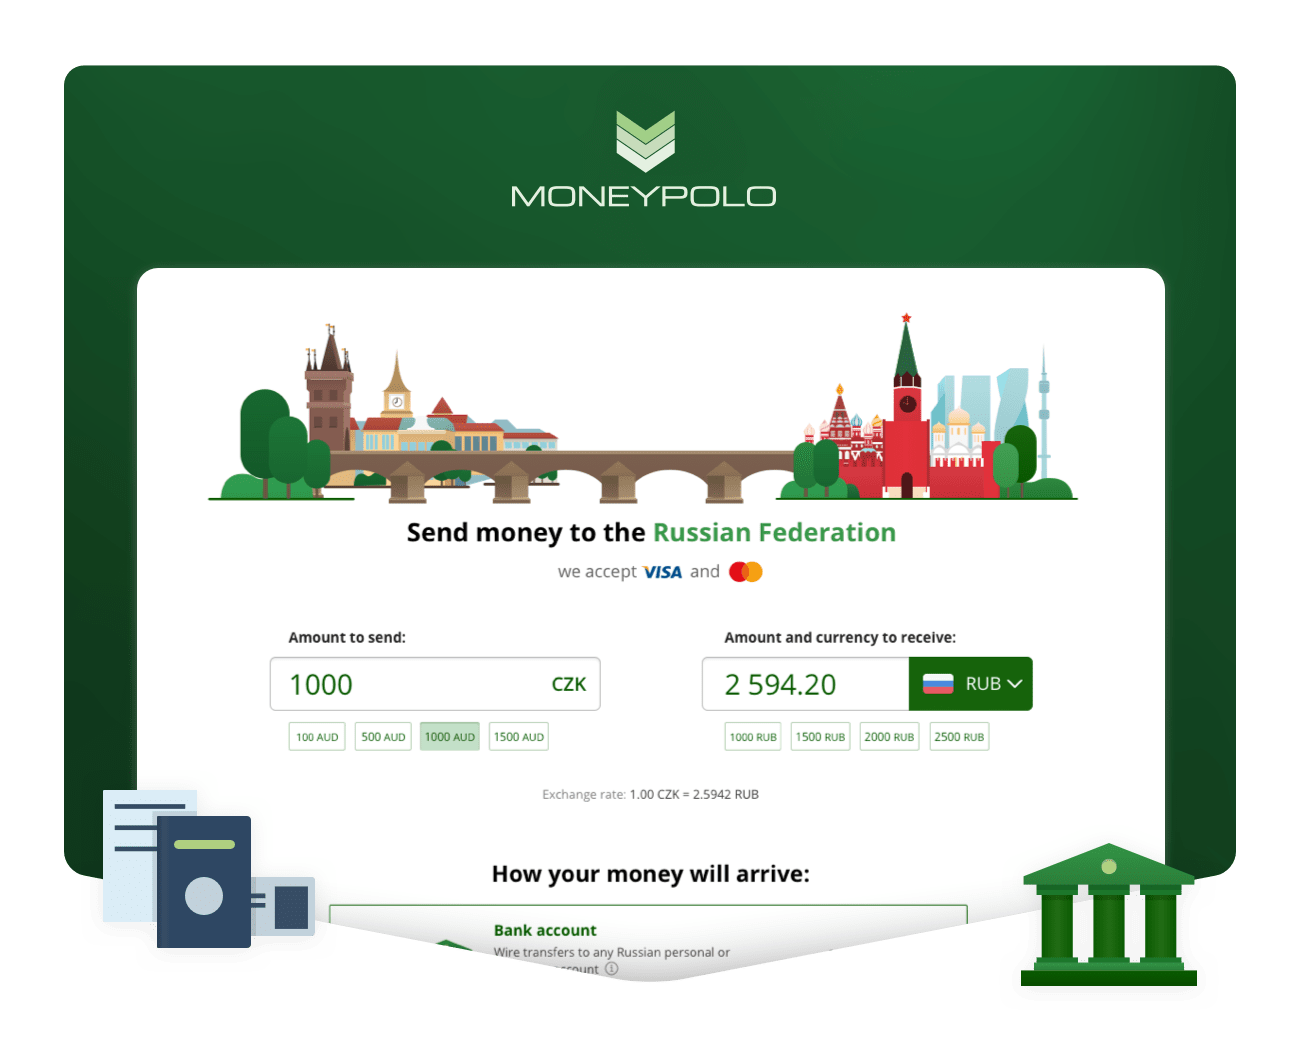 MONEYPOLO
Send money to the Russian Federation
we accept VISA and
Amount to send:
Amount and currency to receive:
1000 CZK
2 594.20 RUB
100 AUD 500 AUD 1000 AUD 1500 AUD
1000 RUB 1500 RUB 2000 RUB 2500 RUB
Exchange rate: 1.00 CZK = 2.5942 RUB
How your money will arrive:
Bank account
Wire transfers to any Russian personal or